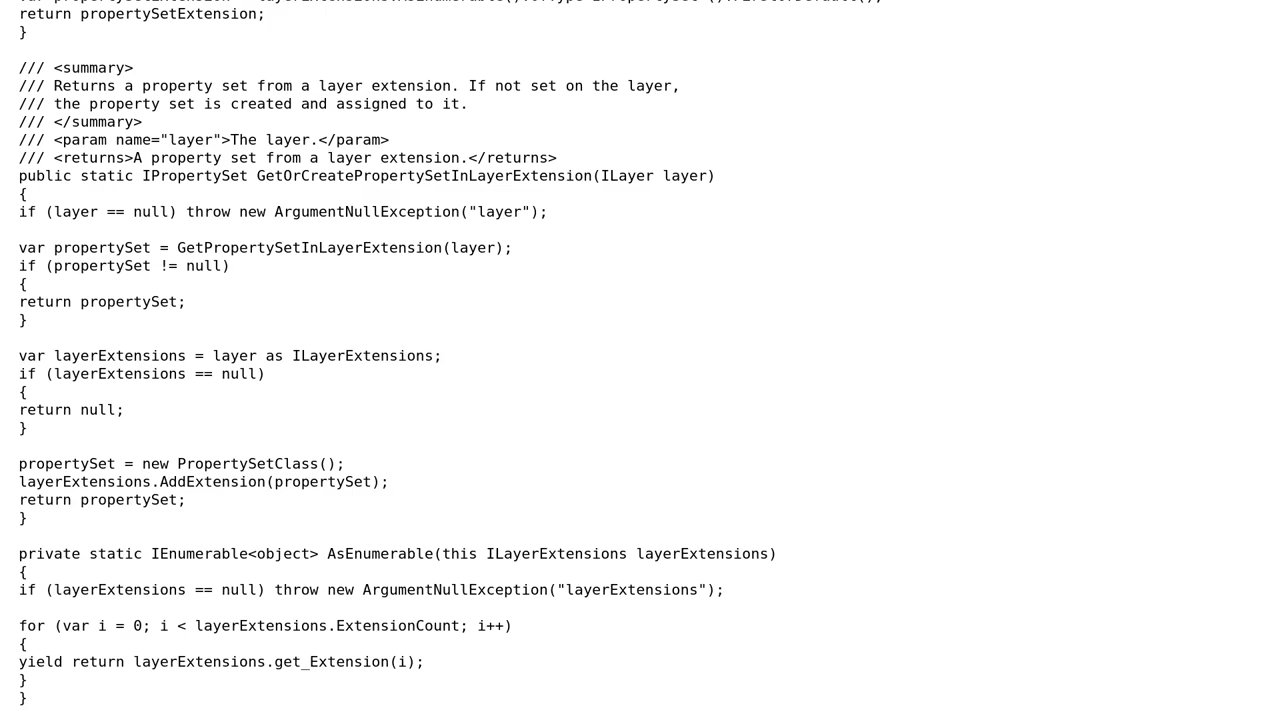 return propertySetExtension;
}

/// <summary>
/// Returns a property set from a layer extension. If not set on the layer,
/// the property set is created and assigned to it.
/// </summary>
/// <param name="layer">The layer.</param>
/// <returns>A property set from a layer extension.</returns>
public static IPropertySet GetOrCreatePropertySetInLayerExtension(ILayer layer)
{
if (layer == null) throw new ArgumentNullException("layer");

var propertySet = GetPropertySetInLayerExtension(layer);
if (propertySet != null)
{
return propertySet;
}

var layerExtensions = layer as ILayerExtensions;
if (layerExtensions == null)
{
return null;
}

propertySet = new PropertySetClass();
layerExtensions.AddExtension(propertySet);
return propertySet;
}

private static IEnumerable<object> AsEnumerable(this ILayerExtensions layerExtensions)
{
if (layerExtensions == null) throw new ArgumentNullException("layerExtensions");

for (var i = 0; i < layerExtensions.ExtensionCount; i++)
{
yield return layerExtensions.get_Extension(i);
}
}